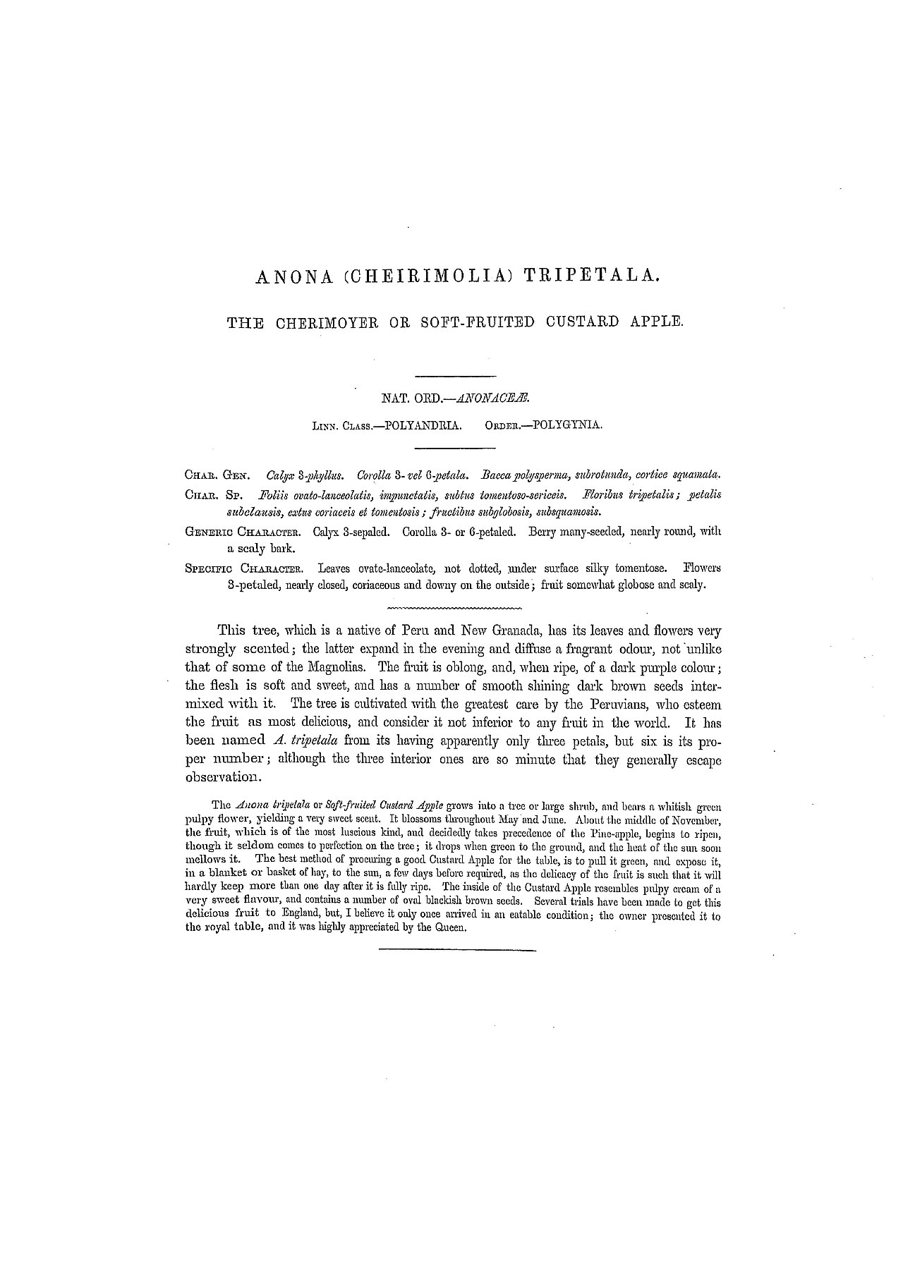 ANONA (CHEIRIMOLIA) TRIPETALA.
THE CHERIMOYER OR SOFT-FRUITED CUSTARD APPLE.
NAT. ORD.—ANONACEÆ.
LINN. CLASS.—POLYANDRIA. ORDER.—POLYGYNIA.
CHAR. GEN. Calyx 3-phyllus. Corolla 3- vel 6-petala. Bacca polysperma, subrotunda, cortice squamata.
CHAR. SP. Foliis ovato-lanceolatis, impunctatis, subtus tomentoso-sericeis. Floribus tripetalis; petalis
subclausis, extus coriaceis et tomentosis; fructibus subglobosis, subsquamosis.
GENERIC CHARACTER. Calyx 3-sepaled. Corolla 3- or 6-petaled. Berry many-seeded, nearly round, with
a scaly bark.
SPECIFIC CHARACTER. Leaves ovate-lanceolate, not dotted, under surface silky tomentose. Flowers
3-petaled, nearly closed, coriaceous and downy on the outside; fruit somewhat globose and scaly.
This tree, which is a native of Peru and New Granada, has its leaves and flowers very
strongly scented; the latter expand in the evening and diffuse a fragrant odour, not unlike
that of some of the Magnolias. The fruit is oblong, and, when ripe, of a dark purple colour;
the flesh is soft and sweet, and has a number of smooth shining dark brown seeds inter-
mixed with it. The tree is cultivated with the greatest care by the Peruvians, who esteem
the fruit as most delicious, and consider it not inferior to any fruit in the world. It has
been named A. tripetala from its having apparently only three petals, but six is its pro-
per number; although the three interior ones are so minute that they generally escape
observation.
The Anona tripetala or Soft-fruited Custard Apple grows into a tree or large shrub, and bears a whitish green
pulpy flower, yielding a very sweet scent. It blossoms throughout May and June. About the middle of November,
the fruit, which is of the most luscious kind, and decidedly takes precedence of the Pine-apple, begins to ripen,
though it seldom comes to perfection on the tree; it drops when green to the ground, and the heat of the sun soon
mellows it. The best method of procuring a good Custard Apple for the table, is to pull it green, and expose it,
in a blanket or basket of hay, to the sun, a few days before required, as the delicacy of the fruit is such that it will
hardly keep more than one day after it is fully ripe. The inside of the Custard Apple resembles pulpy cream of a
very sweet flavour, and contains a number of oval blackish brown seeds. Several trials have been made to get this
delicious fruit to England, but, I believe it only once arrived in an eatable condition; the owner presented it to
the royal table, and it was highly appreciated by the Queen.